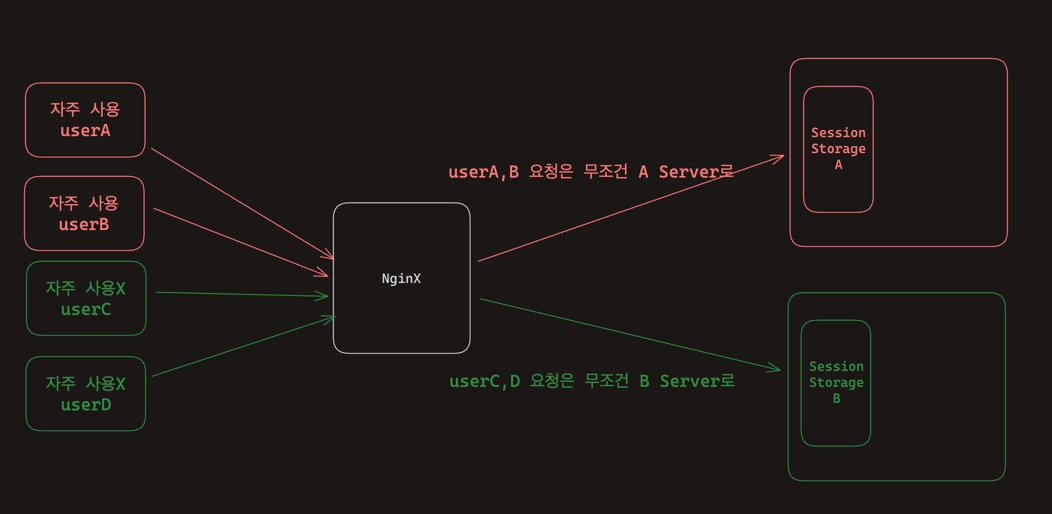 자주 사용
userA
자주 사용
userB
자주 사용X
userC
자주 사용X
userD
NginX
userA,B 요청은 무조건 A Server로
userC,D 요청은 무조건 B Server로
Session
Storage
A
Session
Storage
B